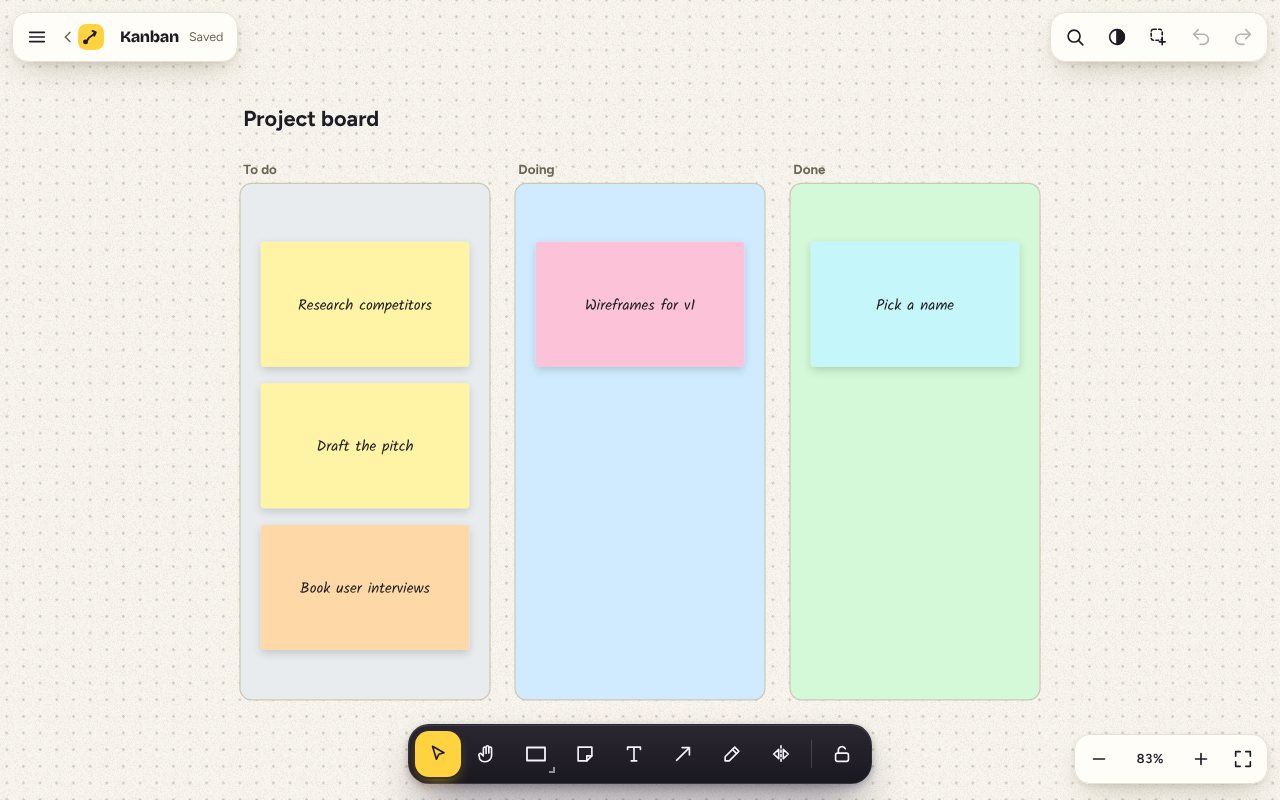 Kanban Saved
Project board
To do
Doing
Done
Research competitors
Wireframes for v1
Pick a name
Draft the pitch
Book user interviews
83%